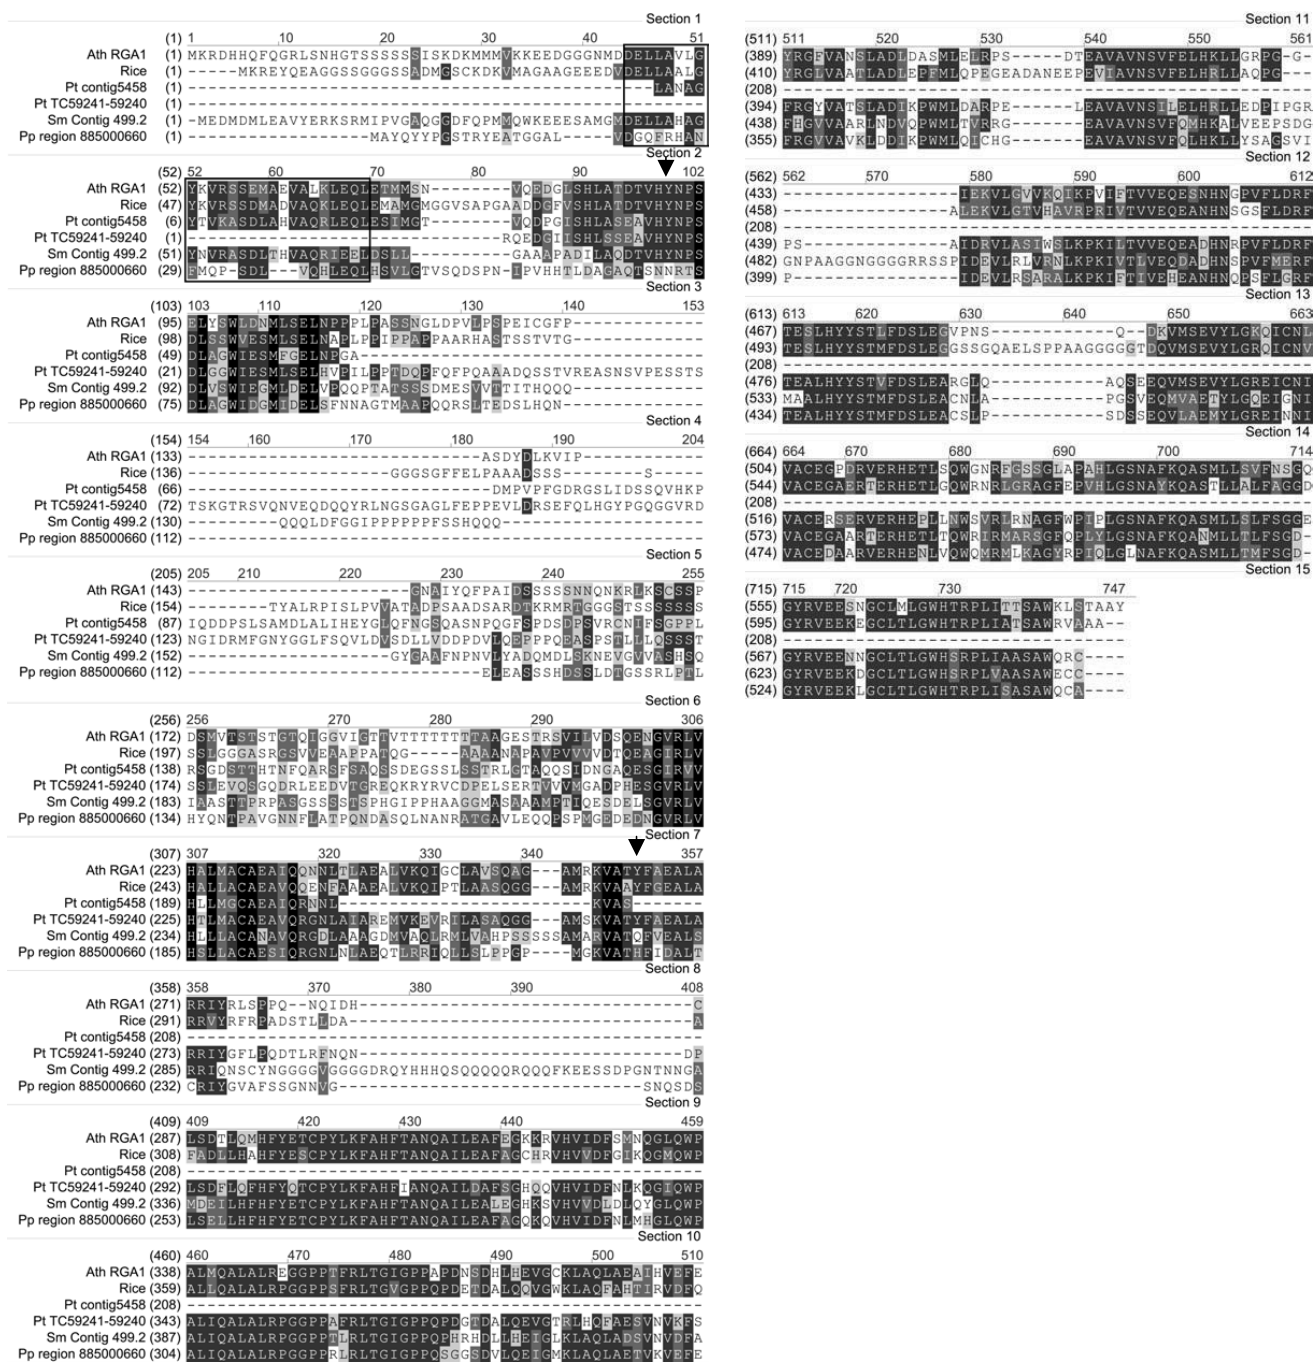 Section 1
(1) 1 10 20 30 40 51
Ath RGA1 (1) MKRDHHQFQGRLSNHGTSSSSSSISKDKMMMVKKEEDGGGNMDDELLAVLG
Rice (1) -----MKREYQEAGGSSGGGSSADMGSCKDKVMAGAAGEEEDVDELLAALG
Pt contig5458 (1) ----------------------------------------------LANAG
Pt TC59241-59240 (1) ---------------------------------------------------
Sm Contig 499.2 (1) -MEDMDMLEAVYERKSRMIPVGAQGGDFQPMMQWKEEESAMGMDELLAHAG
Pp region 885000660 (1) ------------------MAYQYYPGSTRYEATGGAL-----VDGQFRHAN
Section 2
(52) 52 60 70 80 90 102
Ath RGA1 (52) YKVRSSEMAEVALKLEQLETMMSN--------VQEDGLSHLATDTVHYNPS
Rice (47) YKVRSSDMADVAQKLEQLEMAMGMGGVSAPGAADDGFVSHLATDTVHYNPS
Pt contig5458 (6) YTVKASDLAHVAQRLEQLESIMGT--------VQDPGISHLASEAVHYNPS
Pt TC59241-59240 (1) -------------------------------RQEDGIISHLSSEAVHYNPS
Sm Contig 499.2 (51) YNVRASDLTHVAQRIEELDSLL----------GAAPADILAQDTVHYNPS
Pp region 885000660 (29) FMQP-SDL--VQHLEQLHSVLGTVSQDSPN-IPVHHTLDAGAQTSNNRTS
Section 3
(103) 103 110 120 130 140 153
Ath RGA1 (95) ELYSWLDNMLSELNPPPLPASSNGLDPVLPSPEICGFP-------------
Rice (98) DLSSWVESMLSELNAPLPPIPPAPPAARHASTSSTVTG-------------
Pt contig5458 (49) DLAGWIESMFGELNPGA----------------------------------
Pt TC59241-59240 (21) DLGGWIESMLSELHVPILPPTDQPFQPQAAADQSSTVREASNSVPESSTS
Sm Contig 499.2 (92) DLVSWIEGMLDELVPQQPTATSSSDMESVVTTITHQQQ-------------
Pp region 885000660 (75) DLAGWIDGMIDELSFNNAGTMAAPQQRSLTEDSLHQN--------------
Section 4
(154) 154 160 170 180 190 204
Ath RGA1 (133) -----------------------------ASDYDLKVIP------------
Rice (136) --------------------GGGSGFFELPAAADSSS--------S-----
Pt contig5458 (66) ------------------------------DMPVPFGDRGSLIDSSQVHKP
Pt TC59241-59240 (72) TSKGTRSVQNVEQDQQYRLNGSGAGLFEPPEVLDRSEFQLHGYPGQGGVRD
Sm Contig 499.2 (130) ---------QQQLDFGGIPPPPPPFSSHQQQ--------------------
Pp region 885000660 (112) ---------------------------------------------------
Section 5
(205) 205 210 220 230 240 255
Ath RGA1 (143) ----------------------GNAIYQFPAIDSSSSSNNQNKRLKSCSSP
Rice (154) --------TYALRPISLPVVATADPSAADSARDTKRMRTGGGSTSSSSSSS
Pt contig5458 (87) IQDDPSLSAMDLALIHEYGLQFNGSQASNPQGFSPDSDPSVRCNIFSGPPL
Pt TC59241-59240 (123) NGIDRMFGNYGGLFSQVLDVSDLLVDDPDVLQEPPPQEASPSTLLLQSSST
Sm Contig 499.2 (152) --------------------GYGAAFNPNVLYADQMDLSKNEVGVVASHSQ
Pp region 885000660 (112) -----------------------------ELEASSSHDSSLDTGSSRLPTL
Section 6
(256) 256 270 280 290 306
Ath RGA1 (172) DSMVTSTSTGTQIGGVIGTTVTTTTTTTTAAGESTRSVILVDSQENGVRLV
Rice (197) SSLGGGASRGSVVEAAPPATQG-----AAAANAPAVPVVVVDTQEAGIRLV
Pt contig5458 (138) RSGDSTTHTNFQARSFSAQSSDEGSSLSSTRLGTAQQSIDNGAQESGIRVV
Pt TC59241-59240 (174) SSLEVQSGQDRLEEDVTGREQKRYRVCDPELSERTVVVMGADPHESGVRLV
Sm Contig 499.2 (183) IAASTTPRPASGSSSSTSPHGIPPHAAGGMASAAAMPTIQESDELSGVRLV
Pp region 885000660 (134) HYQNTPAVGNNFLATPQNDASQLNANRATGAVLEQQPSPMGEDEDNGVRLV
Section 7
(307) 307 320 330 340 357
Ath RGA1 (223) HALMACAEAIQQNNLTLAEALVKQIGCLAVSQAG---AMRKVATYFAEALA
Rice (243) HALLACAEAVQQENFAAAEALVKQIPTLAASQGG---AMRKVAAYFGEALA
Pt contig5458 (189) HLLMGCAEAIQRNNL----------------------KVAS-------
Pt TC59241-59240 (225) HTLMACAEAVQRGNLAIAREMVKEVRILASAQGG---AMSKVATYFAEALA
Sm Contig 499.2 (234) HLLLACANAVQRGDLAAAGDMVAQLRMLVAHPSSSSSAMARVATQFVEALS
Pp region 885000660 (185) HSLLACAESIQRGNLNLAEQTLRRIQLLSLPPGP----MGKVATHFIDALT
Section 8
(358) 358 370 380 390 408
Ath RGA1 (271) RRIYRLSPPQ--NQIDH---------------------------------C
Rice (291) RRVYRFRPADSTLLDA----------------------------------A
Pt contig5458 (208) ---------------------------------------------------
Pt TC59241-59240 (273) RRIYGFLPQDTLRFNQN--------------------------------DP
Sm Contig 499.2 (285) RRIQNSCYNGGGGVGGGGDRQYHHHQSQQQQQQRQQQFKEESSDPGNTNNGA
Pp region 885000660 (232) CRIYGVAFSSGNNVG------------------------------SNQSDS
Section 9
(409) 409 420 430 440 459
Ath RGA1 (287) LSDTLQMHFYETCPYLKFAHFTANQAILEAFEGKKRVHVIDFSMNQGLQWP
Rice (308) FADLLHAHFYESCPYLKFAHFTANQAILEAFAGCHRVHVVDFGIKQGMQWP
Pt contig5458 (208) ---------------------------------------------------
Pt TC59241-59240 (292) LSDFLQFHFYQTCPYLKFAHFIANQAILDAFSGHQQVHVIDFNLKQGIQWP
Sm Contig 499.2 (336) MDEILHFHFYETCPYLKFAHFTANQAILEALEGHKSVHVVDLDLQYGLQWP
Pp region 885000660 (253) LSELLHFHFYETCPYLKFAHFTANQAILEAFAGQKQVHVIDFNLMHGLQWP
Section 10
(460) 460 470 480 490 500 510
Ath RGA1 (338) ALMQALALREGGPPTFRLTGIGPPAPDNSDHLHEVGCKLAQLAEAIHVEFE
Rice (359) ALLQALALRPGGPPSFRLTGVGPPQPDETDALQQVGWKLAQFAHTIRVDFQ
Pt contig5458 (208) ---------------------------------------------------
Pt TC59241-59240 (343) ALIQALALRPGGPPAFRLTGIGPPQPDGTDALQEVGTRLHQFAESVNVKFS
Sm Contig 499.2 (387) ALIQALALRPGGPPTLRLTGIGPPQPHRHDLLHEIGLKLAQLADSVNVDFA
Pp region 885000660 (304) ALIQALALRPGGPPRLRLTGIGPPQSGGSDVLQEIGMKLAQLAETVKVEFE
Section 11
(511) 511 520 530 540 550 561
(389) YRGFVANSLADLDASMLELRPS----DTEAVAVNSVFELHKLLGRPG-G-
(410) YRGLVAATLADLEPFMLQPEGEADANEEPEVIAVNSVFELHRLLAQPG---
(208) ---------------------------------------------------
(394) FRGYVATSLADIKPWMLDARPE------LEAVAVNSILELHRLLEDPIPGR
(438) FHGVVAARLNDVQPWMLTVRRG------EAVAVNSVFQMHKALVEEPSDG
(355) FRGVVAVKLDDIKPWMLQICHG------EAVAVNSVFQLHKLLYSAGSVI
Section 12
(562) 562 570 580 590 600 612
(433) -----------------IEKVLGVVKQIKPVIFTVVEQESNHNGPVFLDRF
(458) -----------------ALEKVLGTVHAVRPRIVTVVEQEANHNSGSFLDRF
(208) ---------------------------------------------------
(439) PS---------------AIDRVLASIWSLKPKILTVVEQEADHNRPVFLDRF
(482) GNPAAGGNGGGGRRSSPIDEVLRLVRNLKPKIVTLVEQDADHNSPVFMERF
(399) P----------------IDEVLRSARALKPKIFTIVEHEANHNQPSFLGRF
Section 13
(613) 613 620 630 640 650 663
(467) TESLHYYSTLFDSLEGVPNS----------Q--DKVMSEVYLGKQICNL
(493) TESLHYYSTMFDSLEGGSSGQAELSPPAAGGGGGTDQVMSEVYLGRQICNV
(208) ---------------------------------------------------
(476) TEALHYYSTVFDSLEARGLQ---------AQSEEQVMSEVYLGREICNI
(533) MAALHYYSTMFDSLEACNLA---------PGSVEQMVAETYLGQEIGNI
(434) TEALHYYSTMFDSLEACSLP---------SDSSEQVLAEMYLGREINNI
Section 14
(664) 664 670 680 690 700 714
(504) VACEGPDRVERHETLSQWGNRFGSSGLAPAHLGSNAFKQASMLLSVFNSGQ
(544) VACEGAERTERHETLGQWRNRLGRAGFEPVHLGSNAYKQASTLLALFAGGD
(208) ---------------------------------------------------
(516) VACERSERVERHEPLLNWSVRLRNAGFWPIPLGSNAFKQASMLLSLFSGGE
(573) VACEGAARTERHETLTQWRIRMARSGFQPLYLGSNAFKQANMLLTLFSGD-
(474) VACEDAARVERHENLVQWQMRMLKAGYRPIQLGLNAFKQASMLLTMFSGD-
Section 15
(715) 715 720 730 747
(555) GYRVEESNGCLMLGWHTRPLITTSAWKLSTAAY
(595) GYRVEEKEGCLTLGWHTRPLIATSAWRVAAA--
(208) ---------------------------------
(567) GYRVEENNGCLTLGWHSRPLIAASAWQRC----
(623) GYRVEEKDGCLTLGWHSRPLVAASAWECC----
(524) GYRVEEKLGCLTLGWHTRPLISASAWQCA----